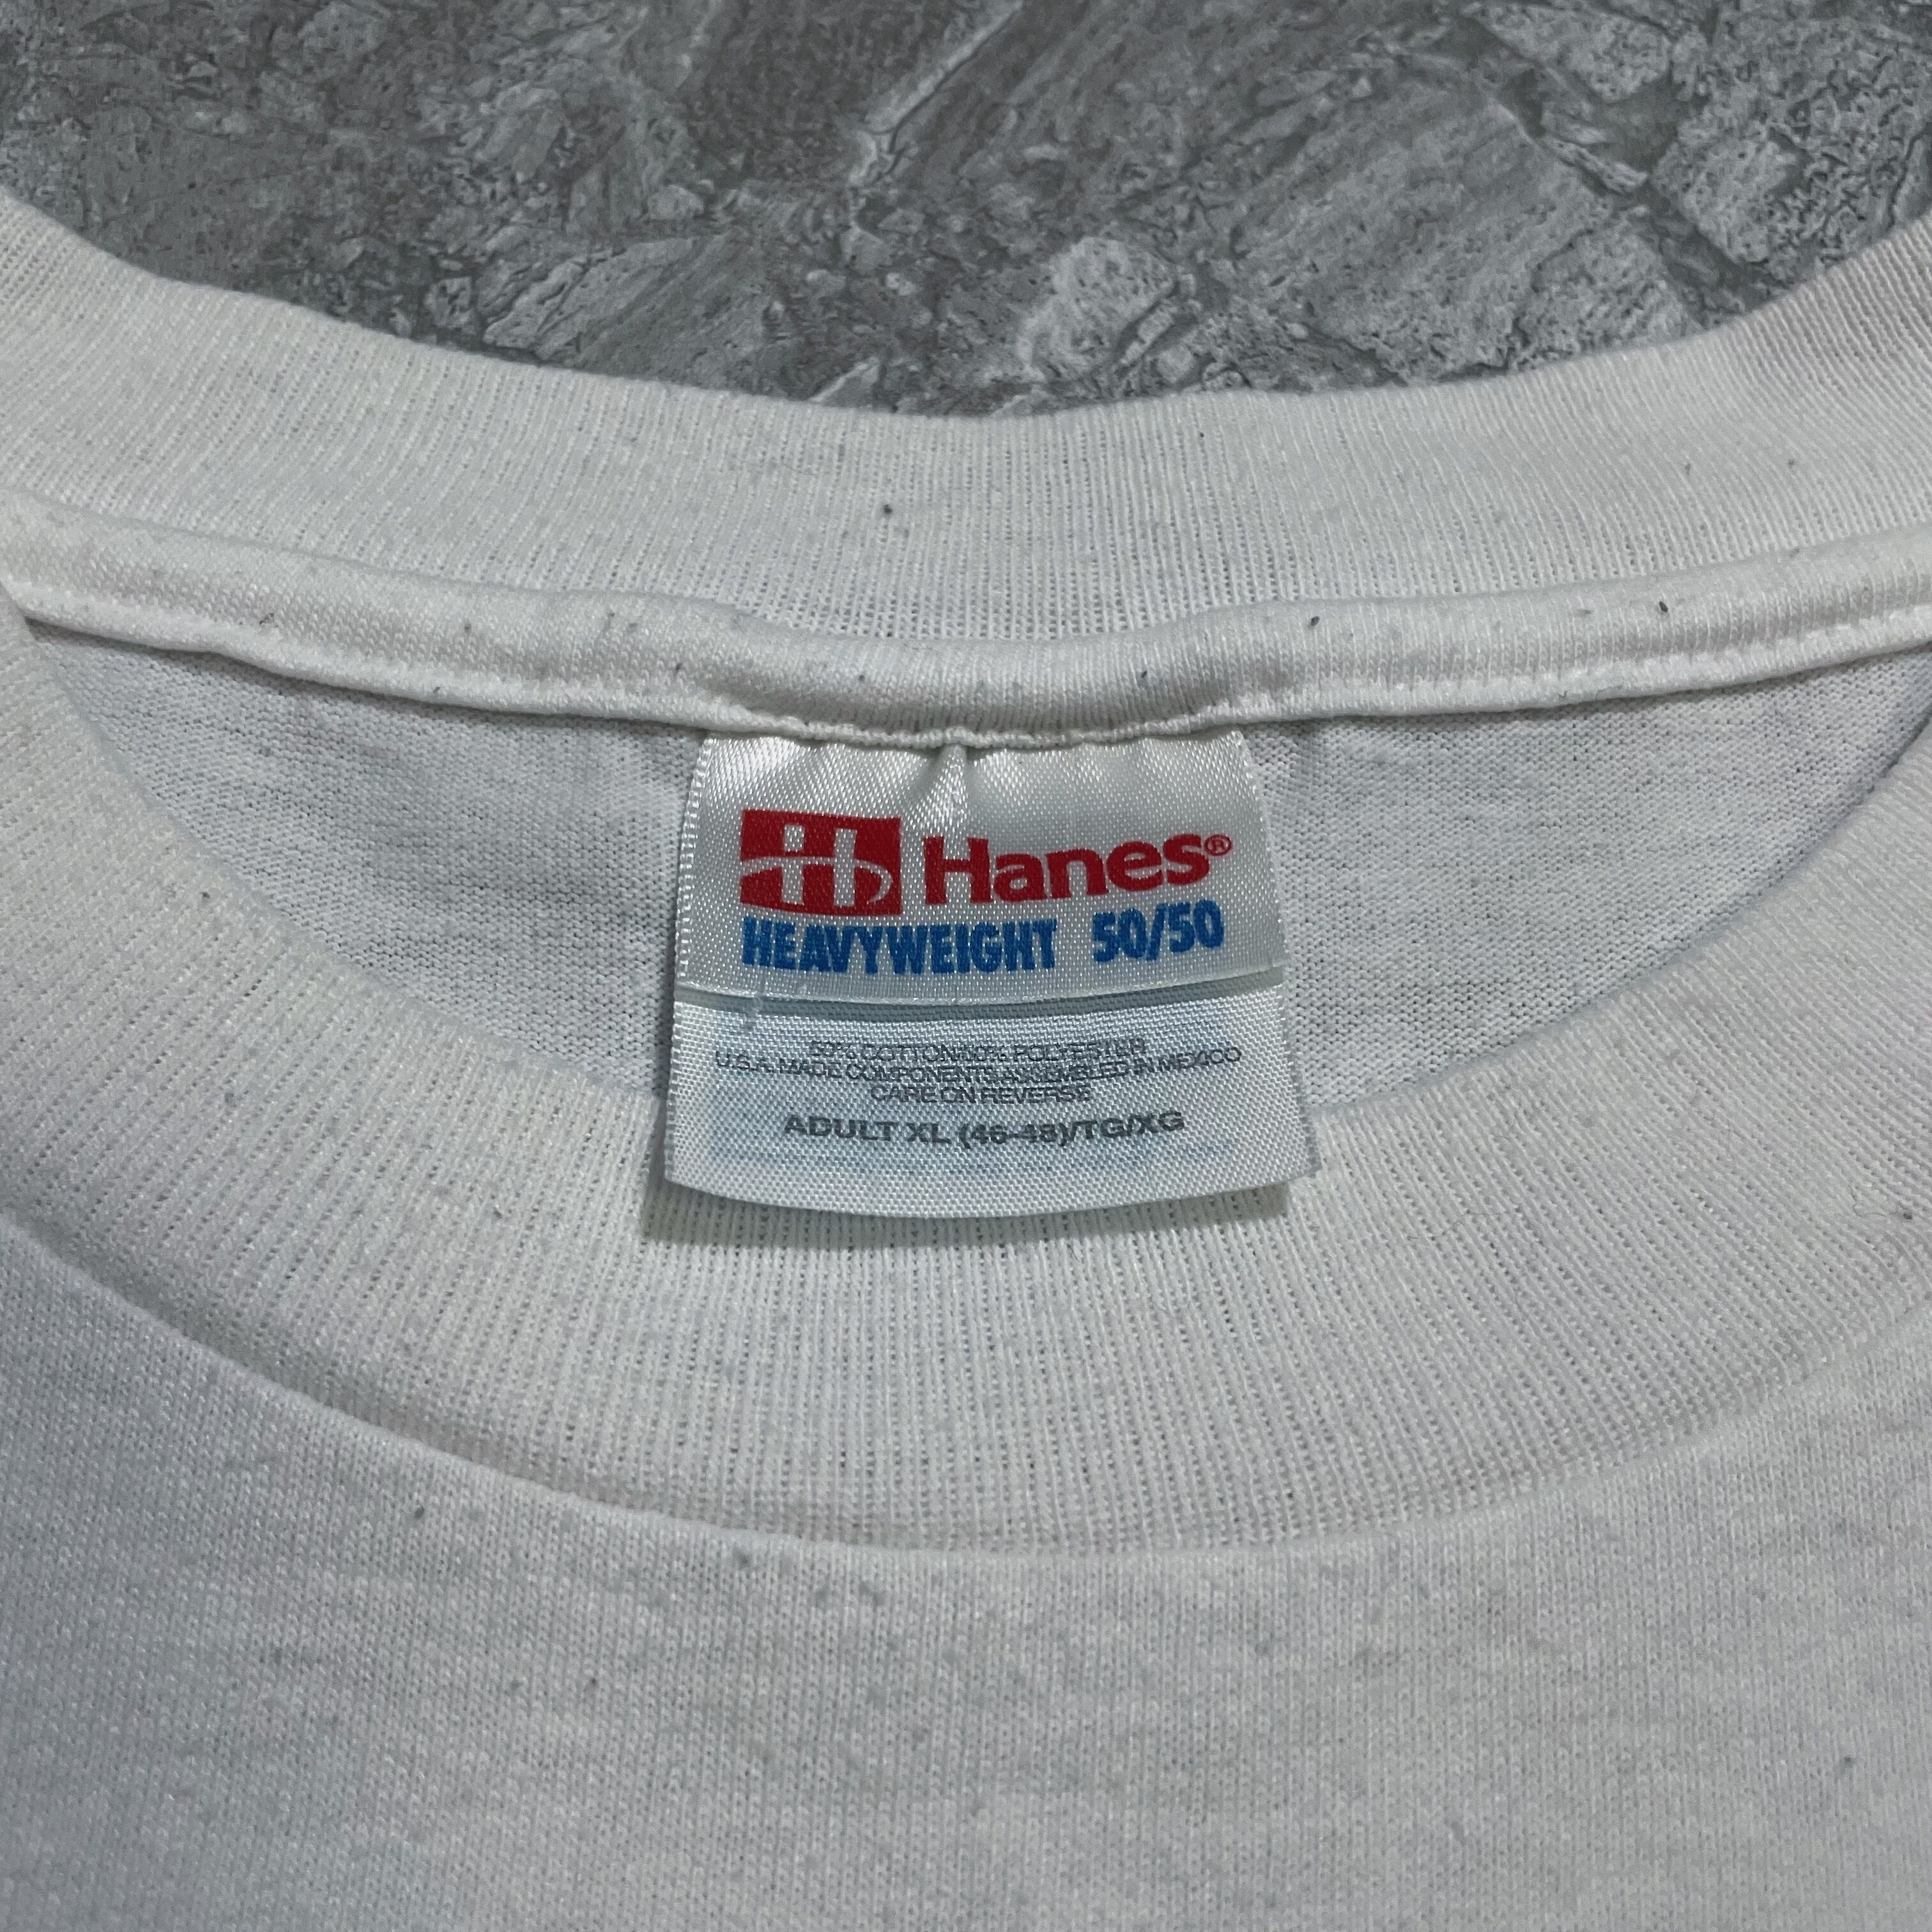 H Hanes®
HEAVYWEIGHT 50/50
50% COTTON/50% POLYESTER
U.S.A. MADE COMPONENTS ASSEMBLED IN MEXICO
CARE ON REVERSE
ADULT XL (46-48)/TG/XG